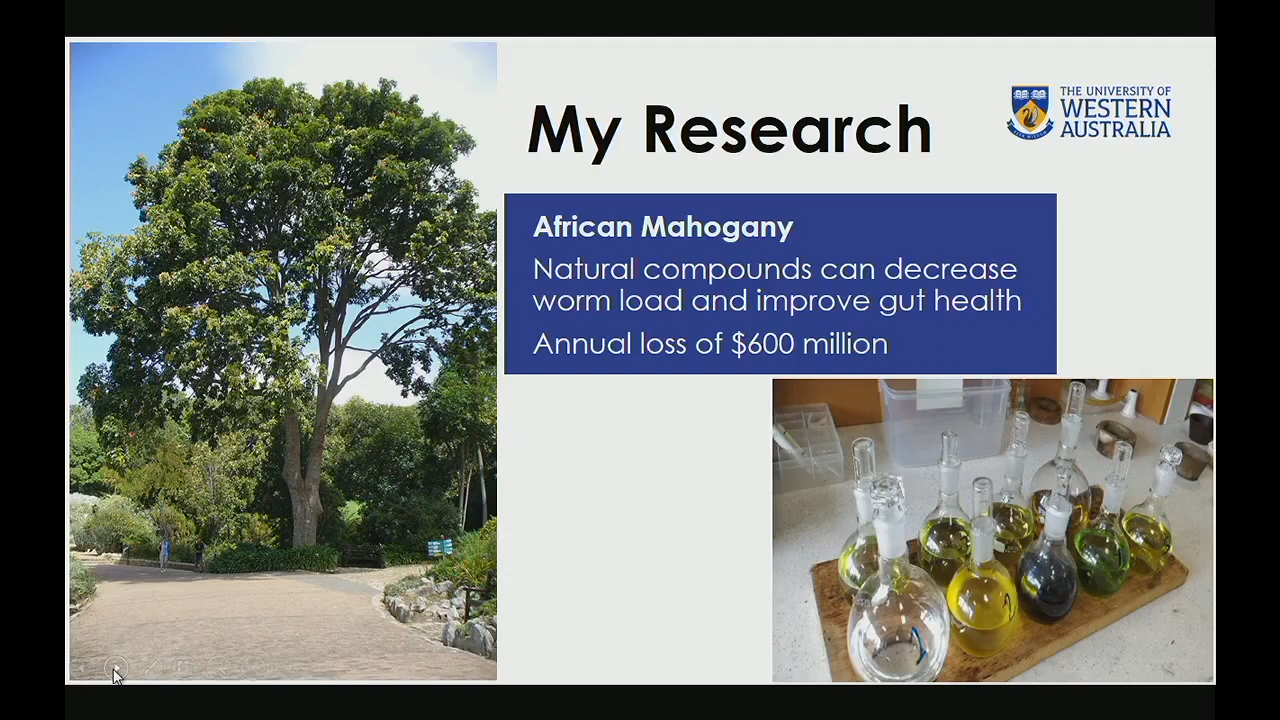 My Research
THE UNIVERSITY OF
WESTERN
AUSTRALIA
African Mahogany
Natural compounds can decrease
worm load and improve gut health
Annual loss of $600 million